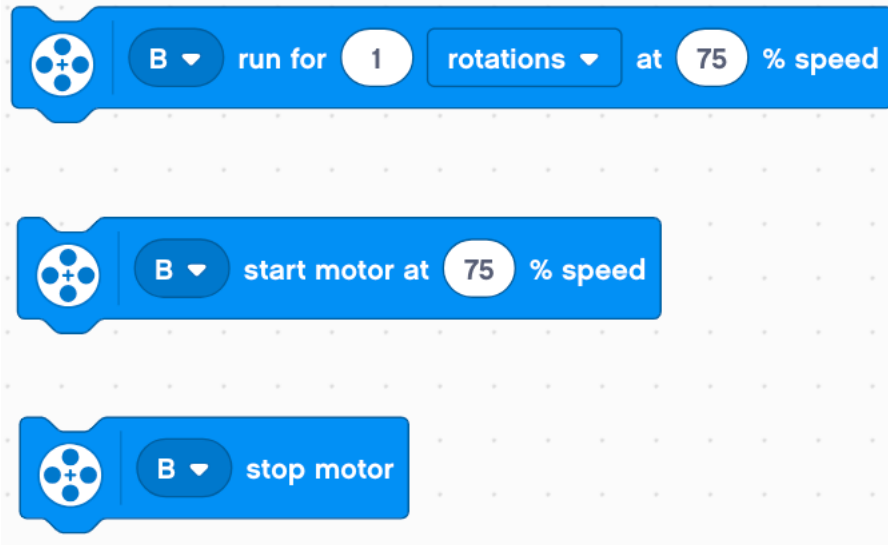 B run for 1 rotations at 75 % speed
B start motor at 75 % speed
B stop motor